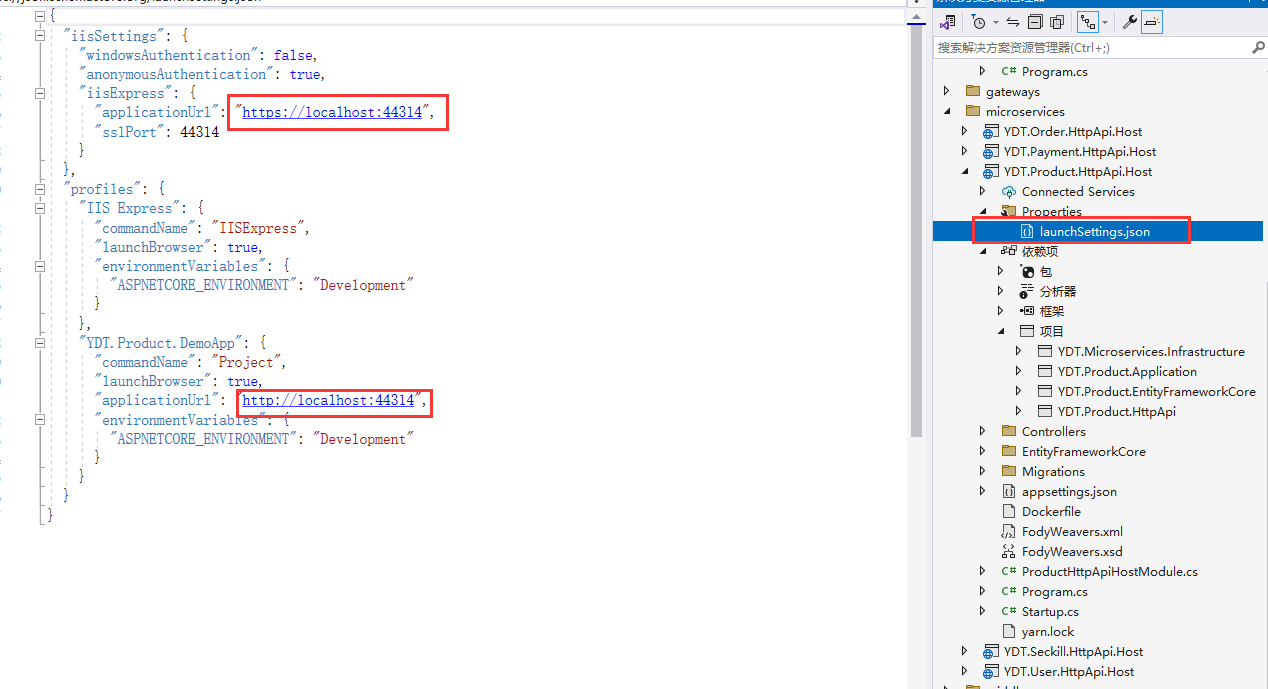 {
"iisSettings": {
"windowsAuthentication": false,
"anonymousAuthentication": true,
"iisExpress": {
"applicationUrl": "https://localhost:44314",
"sslPort": 44314
}
},
"profiles": {
"IIS Express": {
"commandName": "IISExpress",
"launchBrowser": true,
"environmentVariables": {
"ASPNETCORE_ENVIRONMENT": "Development"
}
},
"YDT.Product.DemoApp": {
"commandName": "Project",
"launchBrowser": true,
"applicationUrl": "http://localhost:44314",
"environmentVariables": {
"ASPNETCORE_ENVIRONMENT": "Development"
}
}
}
}
搜索解决方案资源管理器(Ctrl+;)
C# Program.cs
gateways
microservices
YDT.Order.HttpApi.Host
YDT.Payment.HttpApi.Host
YDT.Product.HttpApi.Host
Connected Services
Properties
launchSettings.json
依赖项
包
分析器
框架
项目
YDT.Microservices.Infrastructure
YDT.Product.Application
YDT.Product.EntityFrameworkCore
YDT.Product.HttpApi
Controllers
EntityFrameworkCore
Migrations
appsettings.json
Dockerfile
FodyWeavers.xml
FodyWeavers.xsd
C# ProductHttpApiHostModule.cs
C# Program.cs
C# Startup.cs
yarn.lock
YDT.Seckill.HttpApi.Host
YDT.User.HttpApi.Host